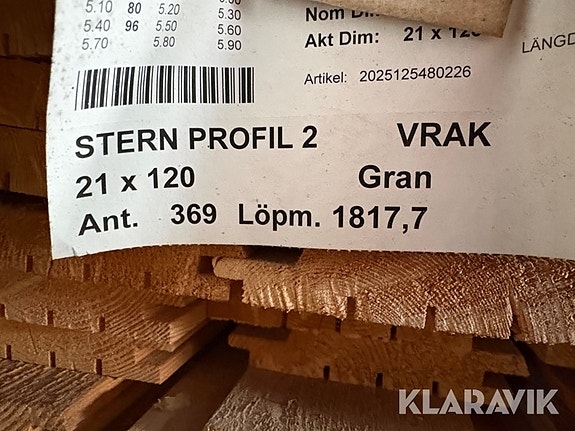 5.10 80 5.20 5.30
5.40 96 5.50 5.60
5.70 5.80 5.90
Nom
Akt Dim: 21 x
LÄNGD
Artikel: 2025125480226
STERN PROFIL 2 VRAK
21 x 120 Gran
Ant. 369 Löpm. 1817,7
KLARAVIK